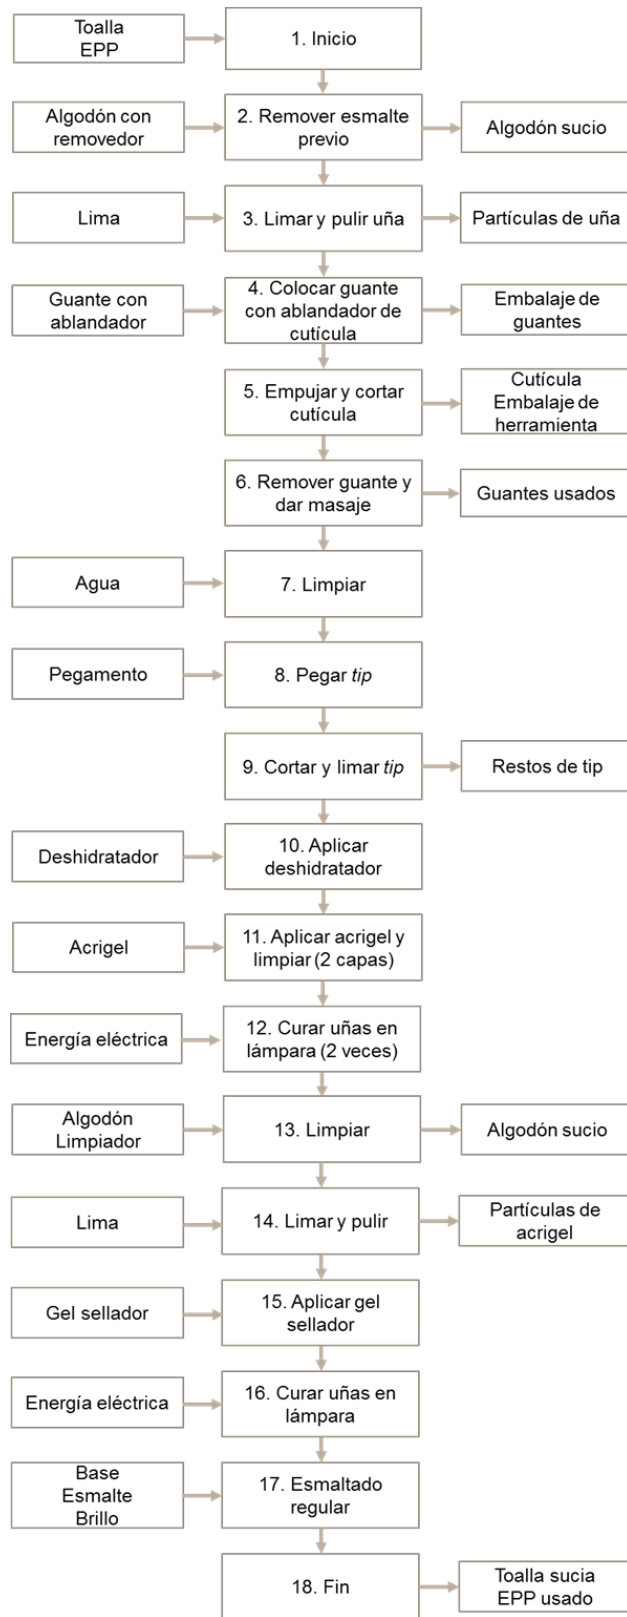 Toalla
EPP
1. Inicio
Algodón con
removedor
2. Remover esmalte
previo
Algodón sucio
Lima
3. Limar y pulir uña
Partículas de uña
Guante con
ablandador
4. Colocar guante
con ablandador de
cutícula
Embalaje de
guantes
5. Empujar y cortar
cutícula
Cutícula
Embalaje de
herramienta
6. Remover guante y
dar masaje
Guantes usados
Agua
7. Limpiar
Pegamento
8. Pegar tip
9. Cortar y limar tip
Restos de tip
Deshidratador
10. Aplicar
deshidratador
Acrigel
11. Aplicar acrigel y
limpiar (2 capas)
Energía eléctrica
12. Curar uñas en
lámpara (2 veces)
Algodón
Limpiador
13. Limpiar
Algodón sucio
Lima
14. Limar y pulir
Partículas de
acrigel
Gel sellador
15. Aplicar gel
sellador
Energía eléctrica
16. Curar uñas en
lámpara
Base
Esmalte
Brillo
17. Esmaltado
regular
18. Fin
Toalla sucia
EPP usado